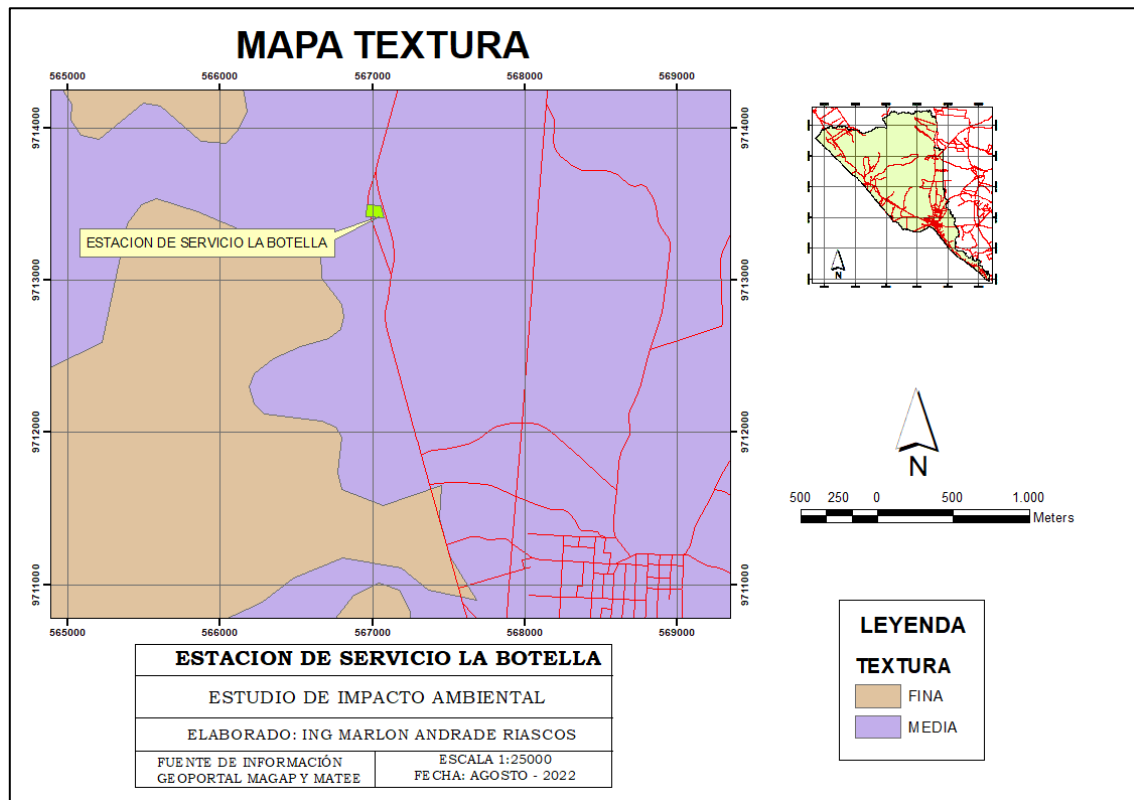 MAPA TEXTURA
565000 566000 567000 568000 569000
9714000 9714000
ESTACION DE SERVICIO LA BOTELLA
9713000 9713000
9712000 9712000
9711000 9711000
565000 566000 567000 568000 569000
N
N
500 250 0 500 1.000
Meters
LEYENDA
TEXTURA
FINA
MEDIA
ESTACION DE SERVICIO LA BOTELLA
ESTUDIO DE IMPACTO AMBIENTAL
ELABORADO: ING MARLON ANDRADE RIASCOS
FUENTE DE INFORMACIÓN
GEOPORTAL MAGAP Y MATEE
ESCALA 1:25000
FECHA: AGOSTO - 2022